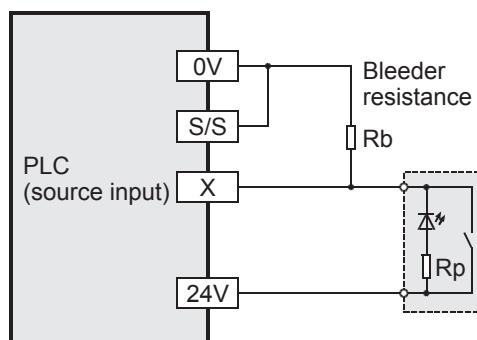 0V
S/S
PLC
(source input)
X
24V
Bleeder
resistance
Rb
Rp